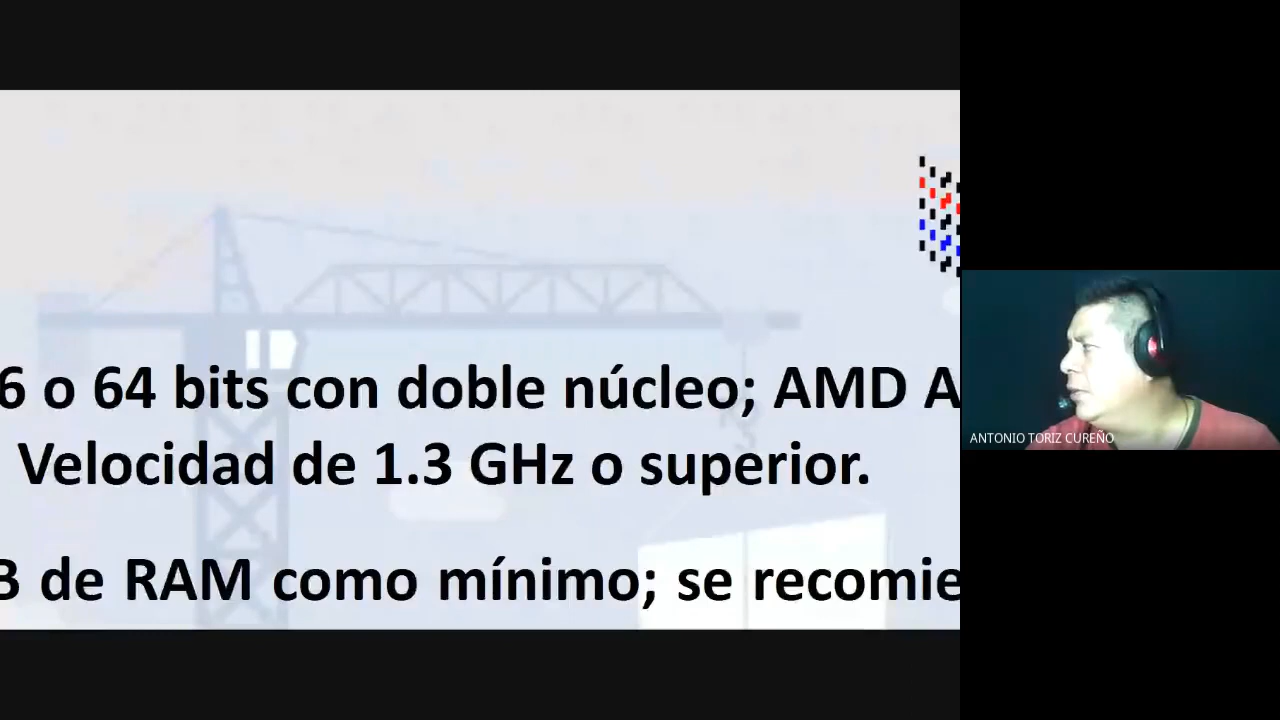 6 o 64 bits con doble núcleo; AMD A
Velocidad de 1.3 GHz o superior.
B de RAM como mínimo; se recomie
ANTONIO TORIZ CUREÑO